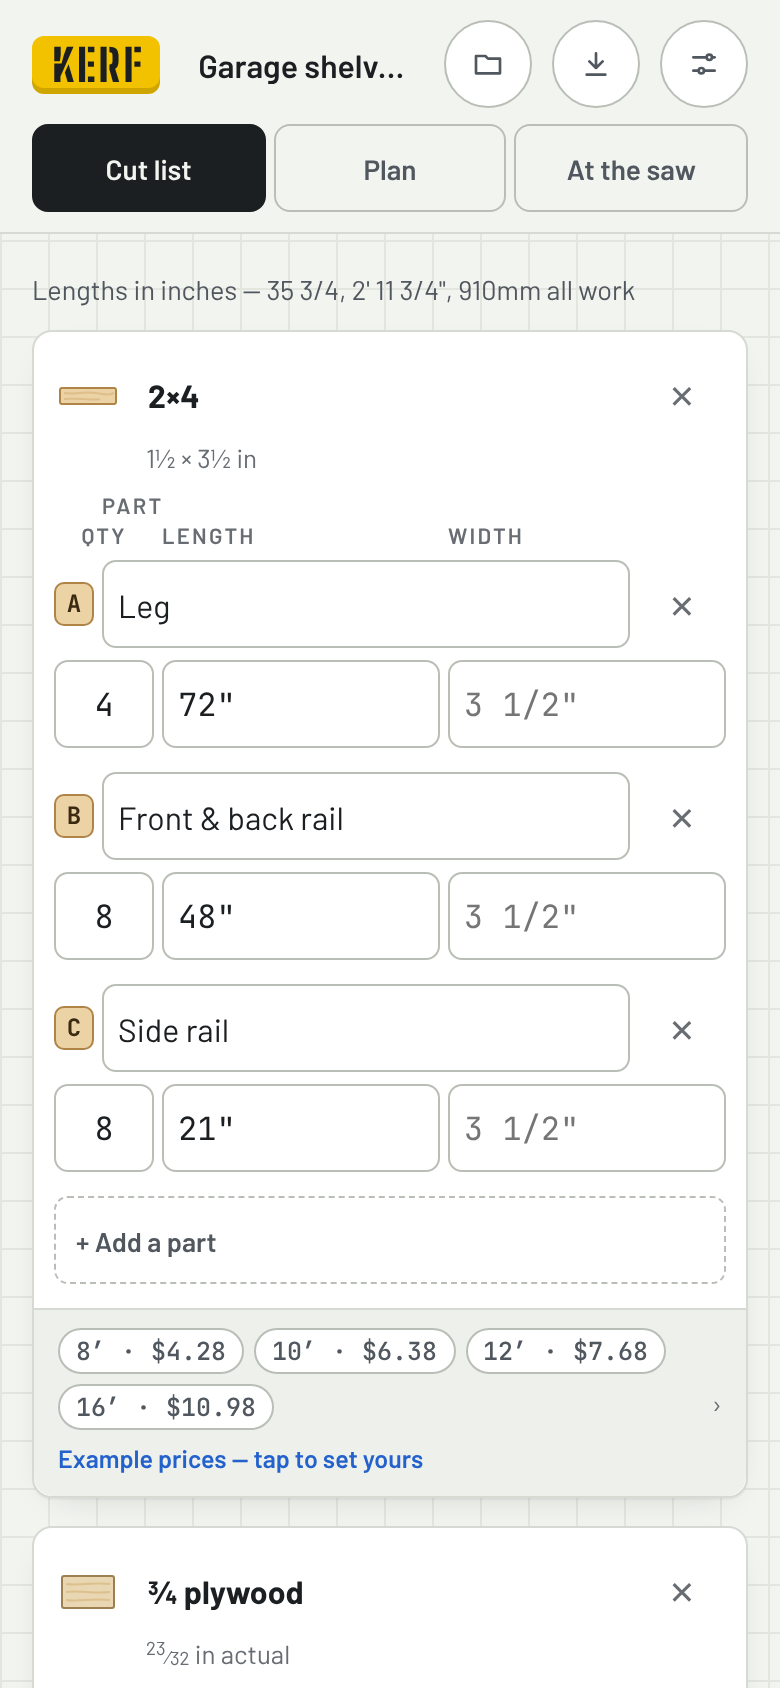 KERF
Garage shelv...
Cut list
Plan
At the saw
Lengths in inches — 35 3/4, 2' 11 3/4", 910mm all work
2×4
1½ × 3½ in
PART
QTY LENGTH WIDTH
A Leg
4 72" 3 1/2"
B Front & back rail
8 48" 3 1/2"
C Side rail
8 21" 3 1/2"
+ Add a part
8′ · $4.28 10′ · $6.38 12′ · $7.68
16′ · $10.98
Example prices — tap to set yours
¾ plywood
23⁄32 in actual